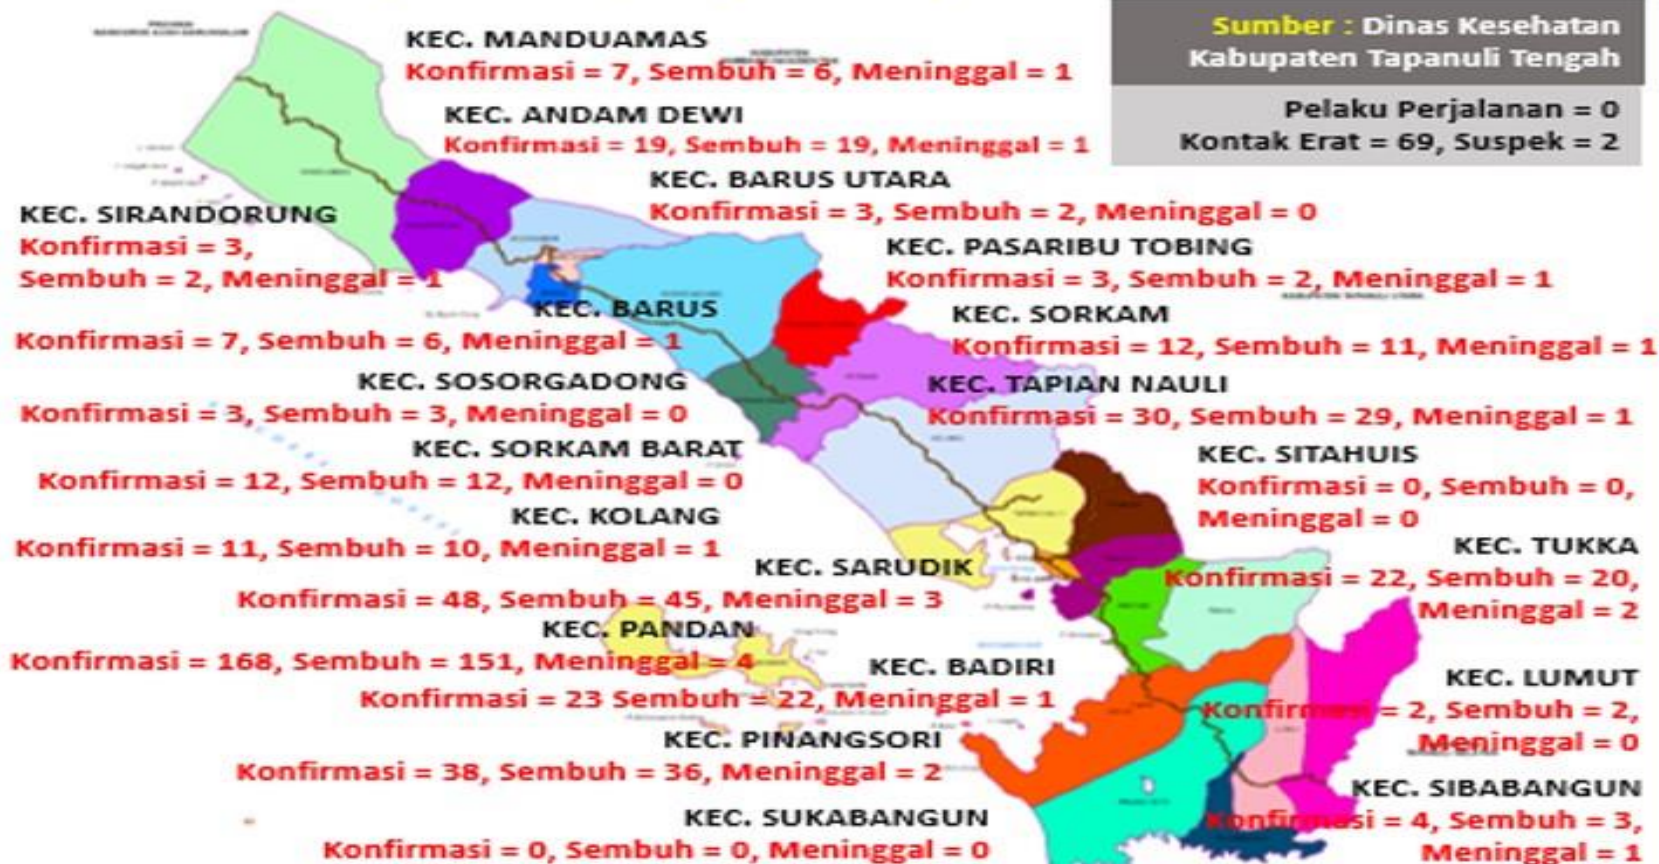 Sumber : Dinas Kesehatan
Kabupaten Tapanuli Tengah
Pelaku Perjalanan = 0
Kontak Erat = 69, Suspek = 2
KEC. MANDUAMAS
Konfirmasi = 7, Sembuh = 6, Meninggal = 1
KEC. ANDAM DEWI
Konfirmasi = 19, Sembuh = 19, Meninggal = 1
KEC. BARUS UTARA
Konfirmasi = 3, Sembuh = 2, Meninggal = 0
KEC. SIRANDORUNG
Konfirmasi = 3,
Sembuh = 2, Meninggal = 1
KEC. PASARIBU TOBING
Konfirmasi = 3, Sembuh = 2, Meninggal = 1
KEC. BARUS
Konfirmasi = 7, Sembuh = 6, Meninggal = 1
KEC. SORKAM
Konfirmasi = 12, Sembuh = 11, Meninggal = 1
KEC. SOSORGADONG
Konfirmasi = 3, Sembuh = 3, Meninggal = 0
KEC. TAPIAN NAULI
Konfirmasi = 30, Sembuh = 29, Meninggal = 1
KEC. SORKAM BARAT
Konfirmasi = 12, Sembuh = 12, Meninggal = 0
KEC. SITAHUIS
Konfirmasi = 0, Sembuh = 0,
Meninggal = 0
KEC. KOLANG
Konfirmasi = 11, Sembuh = 10, Meninggal = 1
KEC. TUKKA
Konfirmasi = 22, Sembuh = 20,
Meninggal = 2
KEC. SARUDIK
Konfirmasi = 48, Sembuh = 45, Meninggal = 3
KEC. PANDAN
Konfirmasi = 168, Sembuh = 151, Meninggal = 4
KEC. BADIRI
Konfirmasi = 23 Sembuh = 22, Meninggal = 1
KEC. LUMUT
Konfirmasi = 2, Sembuh = 2,
Meninggal = 0
KEC. PINANGSORI
Konfirmasi = 38, Sembuh = 36, Meninggal = 2
KEC. SIBABANGUN
Konfirmasi = 4, Sembuh = 3,
Meninggal = 1
KEC. SUKABANGUN
Konfirmasi = 0, Sembuh = 0, Meninggal = 0